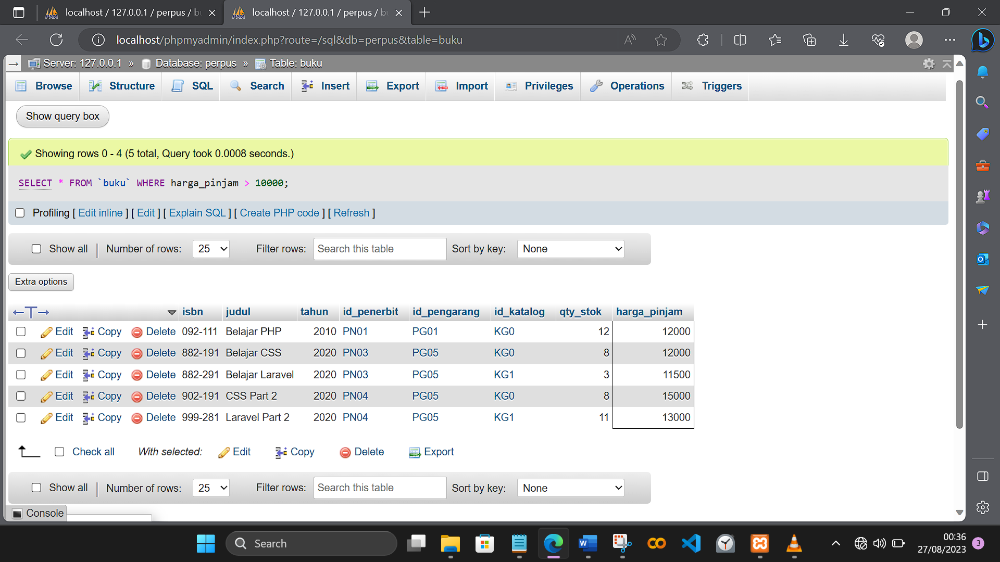 localhost / 127.0.0.1 / perpus / bu
localhost / 127.0.0.1 / perpus / bu
localhost/phpmyadmin/index.php?route=/sql&db=perpus&table=buku
Server: 127.0.0.1 » Database: perpus » Table: buku
Browse Structure SQL Search Insert Export Import Privileges Operations Triggers
Show query box
Showing rows 0 - 4 (5 total, Query took 0.0008 seconds.)
SELECT * FROM `buku` WHERE harga_pinjam > 10000;
Profiling [ Edit inline ] [ Edit ] [ Explain SQL ] [ Create PHP code ] [ Refresh ]
Show all Number of rows: 25 Filter rows: Search this table Sort by key: None
Extra options
←T→ isbn judul tahun id_penerbit id_pengarang id_katalog qty_stok harga_pinjam
Edit Copy Delete 092-111 Belajar PHP 2010 PN01 PG01 KG0 12 12000
Edit Copy Delete 882-191 Belajar CSS 2020 PN03 PG05 KG0 8 12000
Edit Copy Delete 882-291 Belajar Laravel 2020 PN03 PG05 KG1 3 11500
Edit Copy Delete 902-191 CSS Part 2 2020 PN04 PG05 KG0 8 15000
Edit Copy Delete 999-281 Laravel Part 2 2020 PN04 PG05 KG1 11 13000
Check all With selected: Edit Copy Delete Export
Show all Number of rows: 25 Filter rows: Search this table Sort by key: None
Console
Search
00:36
27/08/2023
3